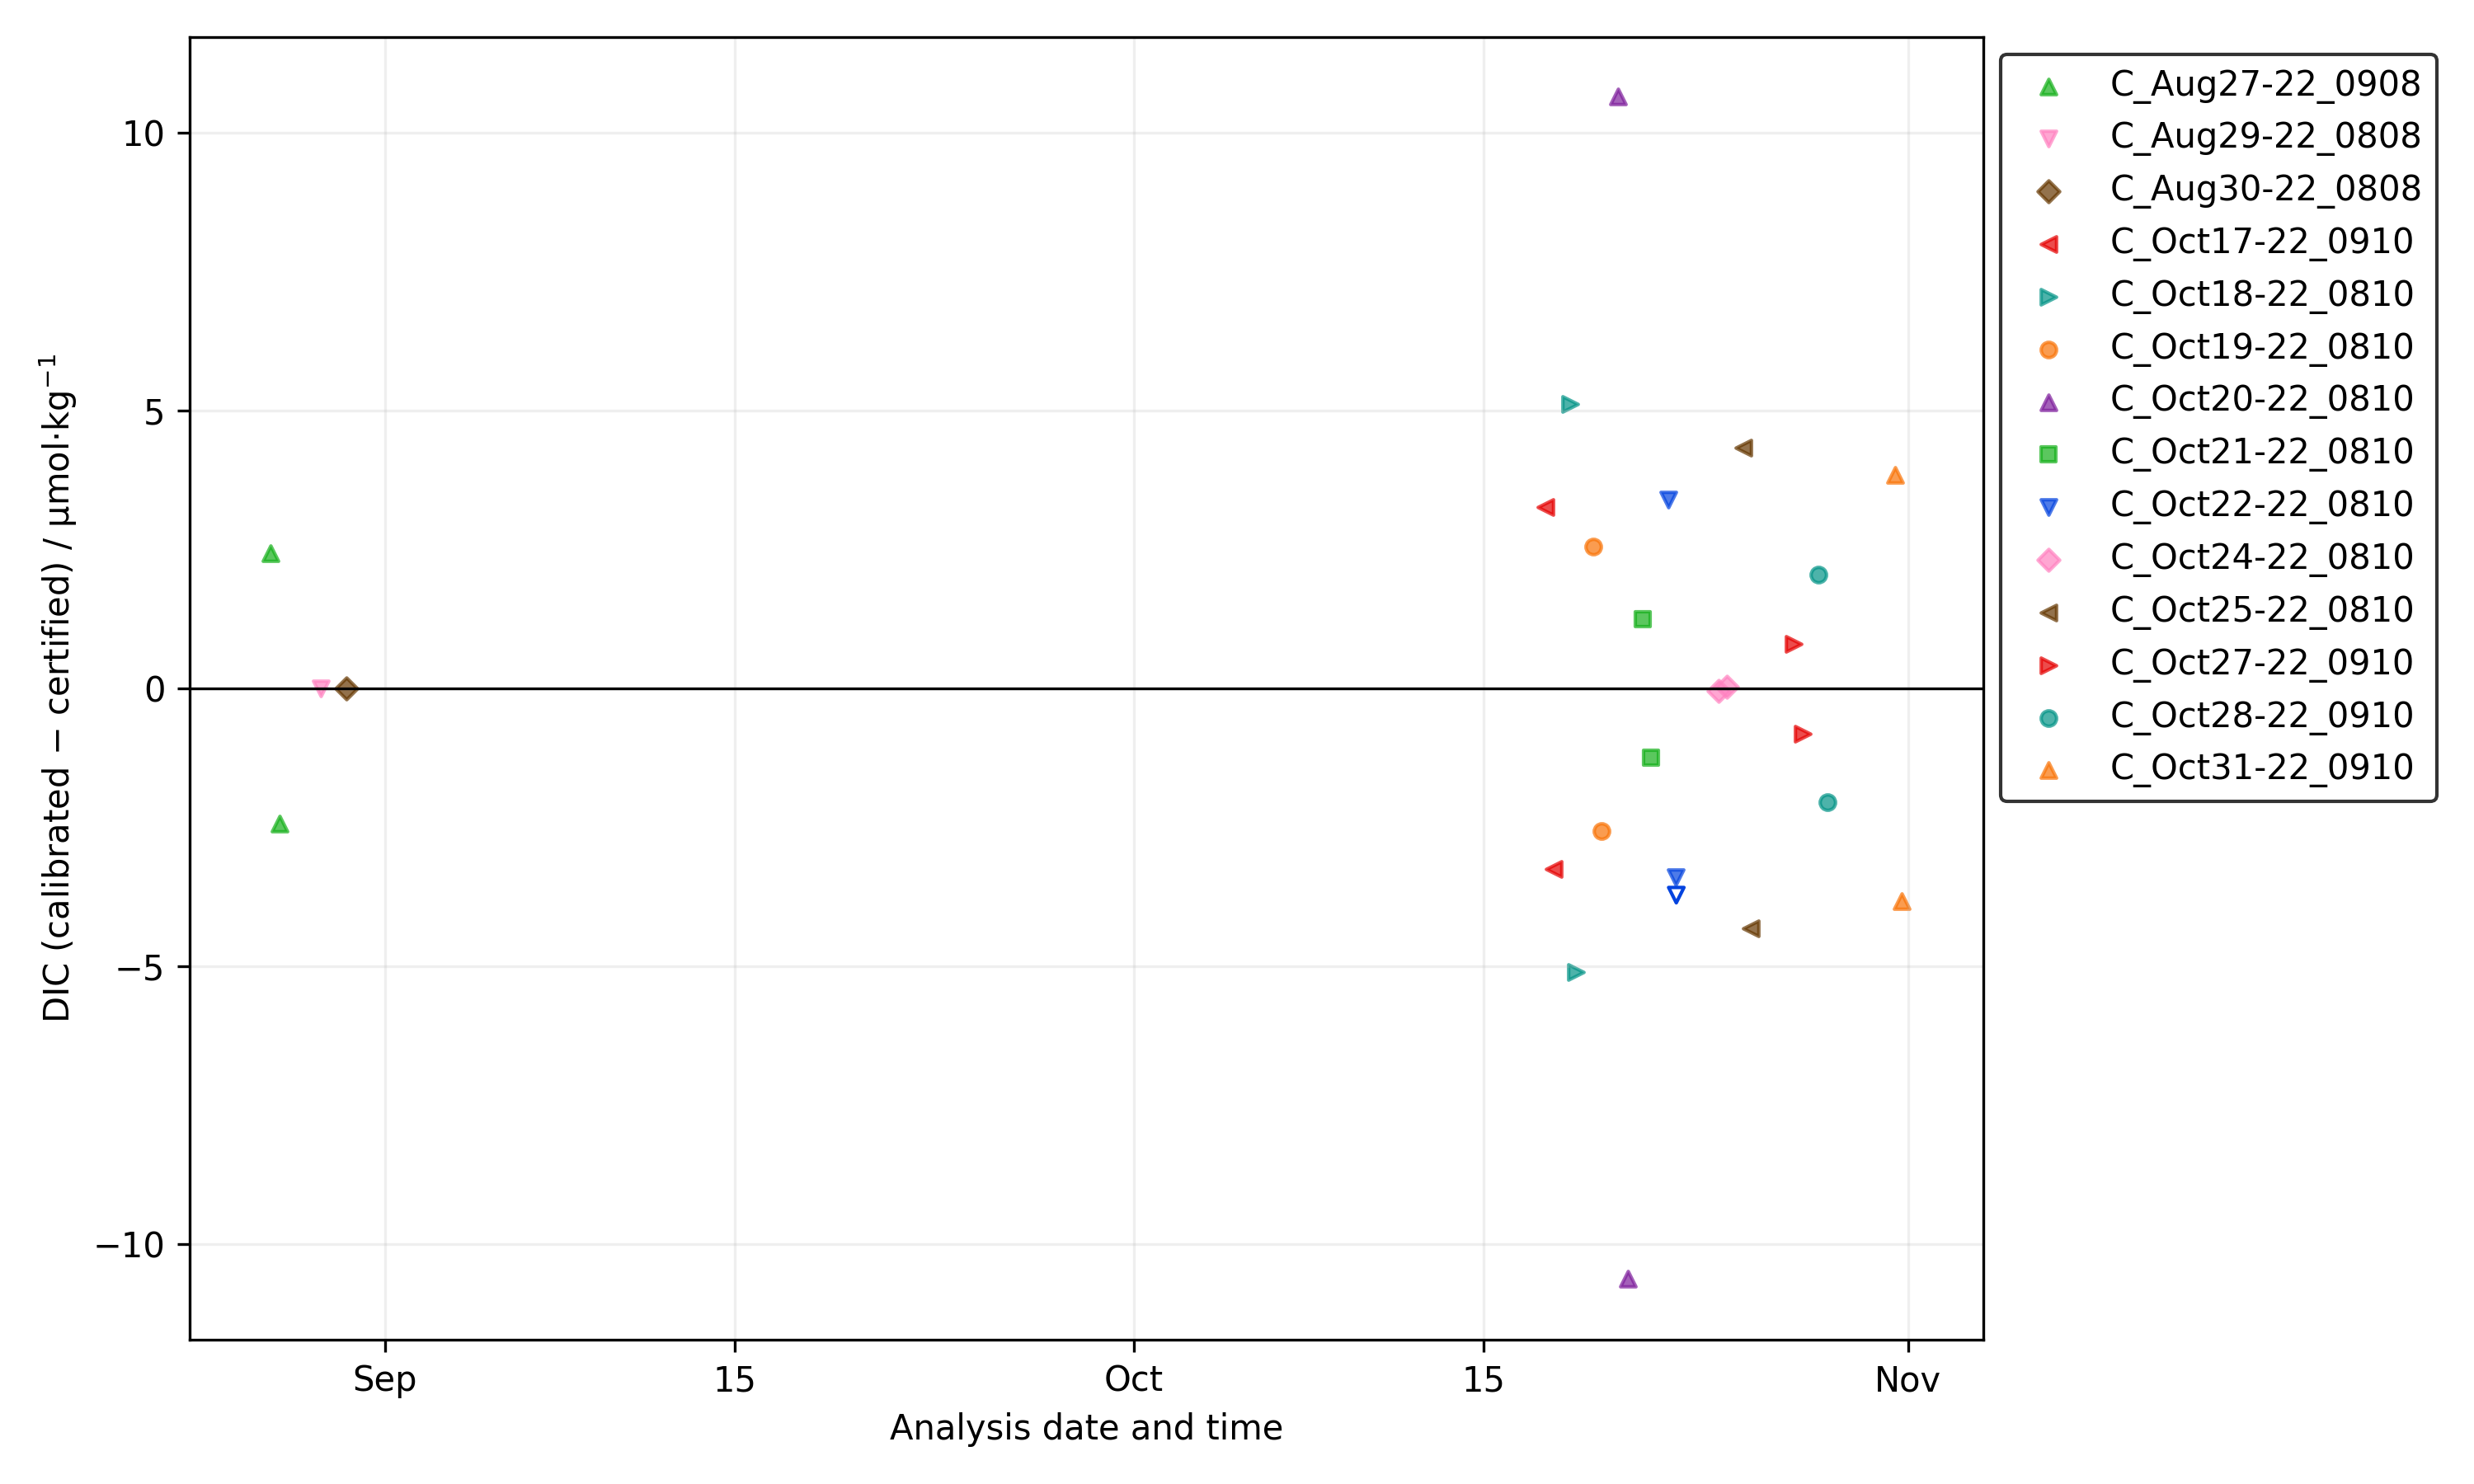 10
5
0
−5
−10
DIC (calibrated − certified) / μmol·kg⁻¹
Sep
15
Oct
15
Nov
Analysis date and time
C_Aug27-22_0908
C_Aug29-22_0808
C_Aug30-22_0808
C_Oct17-22_0910
C_Oct18-22_0810
C_Oct19-22_0810
C_Oct20-22_0810
C_Oct21-22_0810
C_Oct22-22_0810
C_Oct24-22_0810
C_Oct25-22_0810
C_Oct27-22_0910
C_Oct28-22_0910
C_Oct31-22_0910